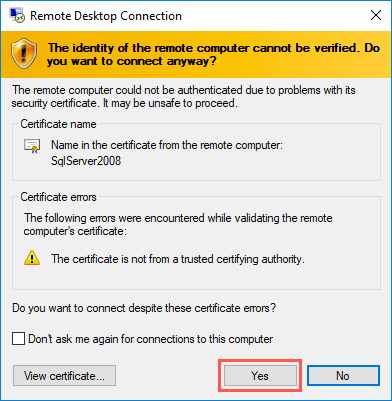 Remote Desktop Connection
The identity of the remote computer cannot be verified. Do
you want to connect anyway?
The remote computer could not be authenticated due to problems with its
security certificate. It may be unsafe to proceed.
Certificate name
Name in the certificate from the remote computer:
SqlServer2008
Certificate errors
The following errors were encountered while validating the remote
computer's certificate:
The certificate is not from a trusted certifying authority.
Do you want to connect despite these certificate errors?
Don't ask me again for connections to this computer
View certificate... Yes No